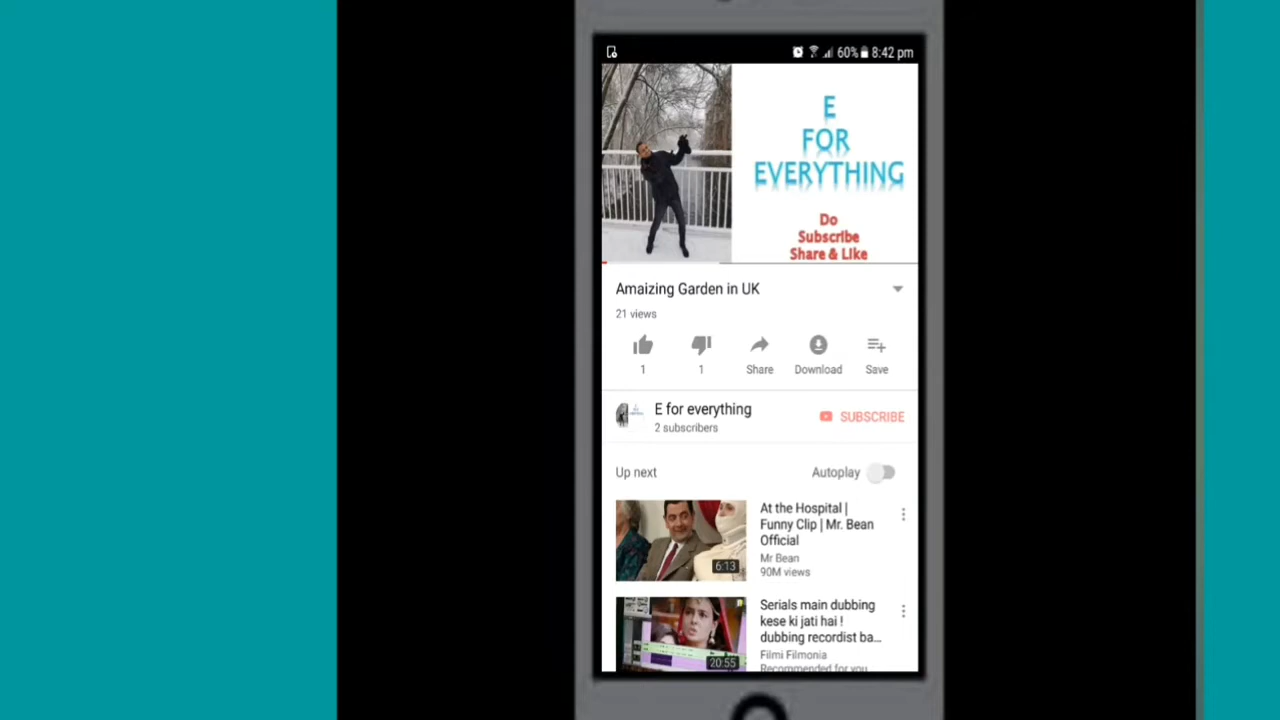 60% 8:42 pm
E
FOR
EVERYTHING
Do
Subscribe
Share & Like
Amaizing Garden in UK
21 views
1 1 Share Download Save
E for everything
2 subscribers
SUBSCRIBE
Up next Autoplay
At the Hospital |
Funny Clip | Mr. Bean
Official
Mr Bean
90M views
6:13
Serials main dubbing
kese ki jati hai !
dubbing recordist ba...
Filmi Filmonia
Recommended for you
20:55